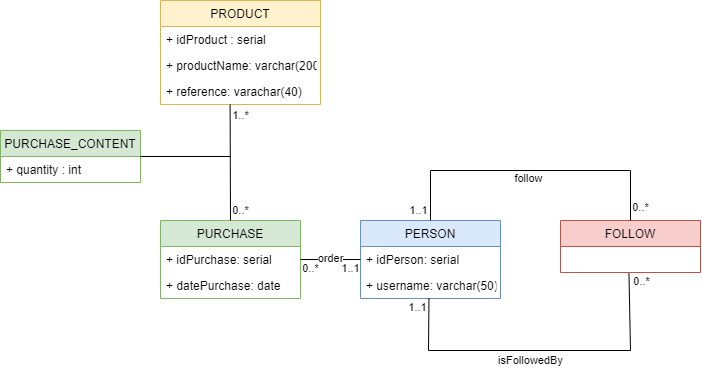 PRODUCT
+ idProduct : serial
+ productName: varchar(200
+ reference: varachar(40)
1..*
PURCHASE_CONTENT
+ quantity : int
0..*
PURCHASE
+ idPurchase: serial
+ datePurchase: date
order
0..*
1..1
follow
1..1
0..*
PERSON
+ idPerson: serial
+ username: varchar(50)
FOLLOW
1..1
0..*
isFollowedBy